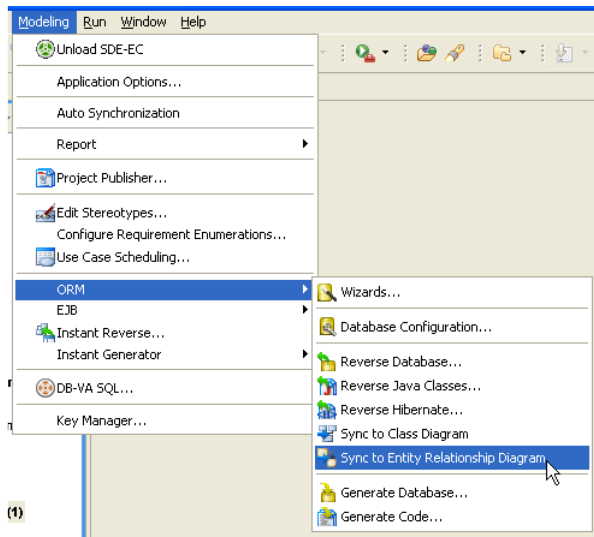 Modeling Run Window Help
Unload SDE-EC
Application Options...
Auto Synchronization
Report
Project Publisher...
Edit Stereotypes...
Configure Requirement Enumerations...
Use Case Scheduling...
ORM
EJB
Instant Reverse...
Instant Generator
DB-VA SQL...
Key Manager...
Wizards...
Database Configuration...
Reverse Database...
Reverse Java Classes...
Reverse Hibernate...
Sync to Class Diagram
Sync to Entity Relationship Diagram
Generate Database...
Generate Code...
(1)